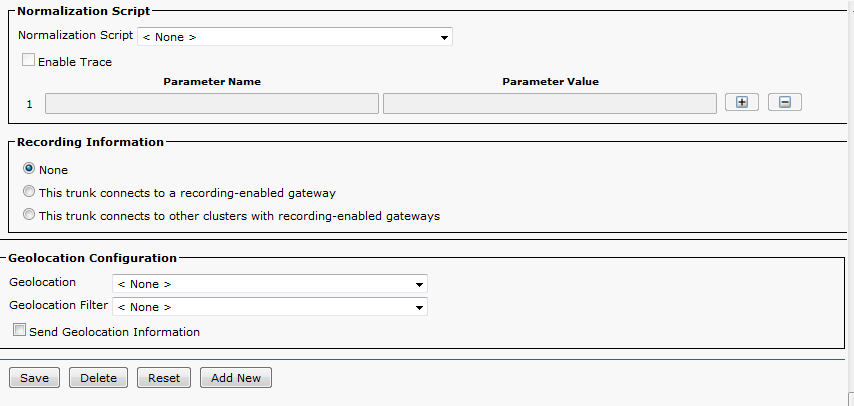 Normalization Script
Normalization Script < None >
Enable Trace
Parameter Name Parameter Value
1
Recording Information
None
This trunk connects to a recording-enabled gateway
This trunk connects to other clusters with recording-enabled gateways
Geolocation Configuration
Geolocation < None >
Geolocation Filter < None >
Send Geolocation Information
Save Delete Reset Add New